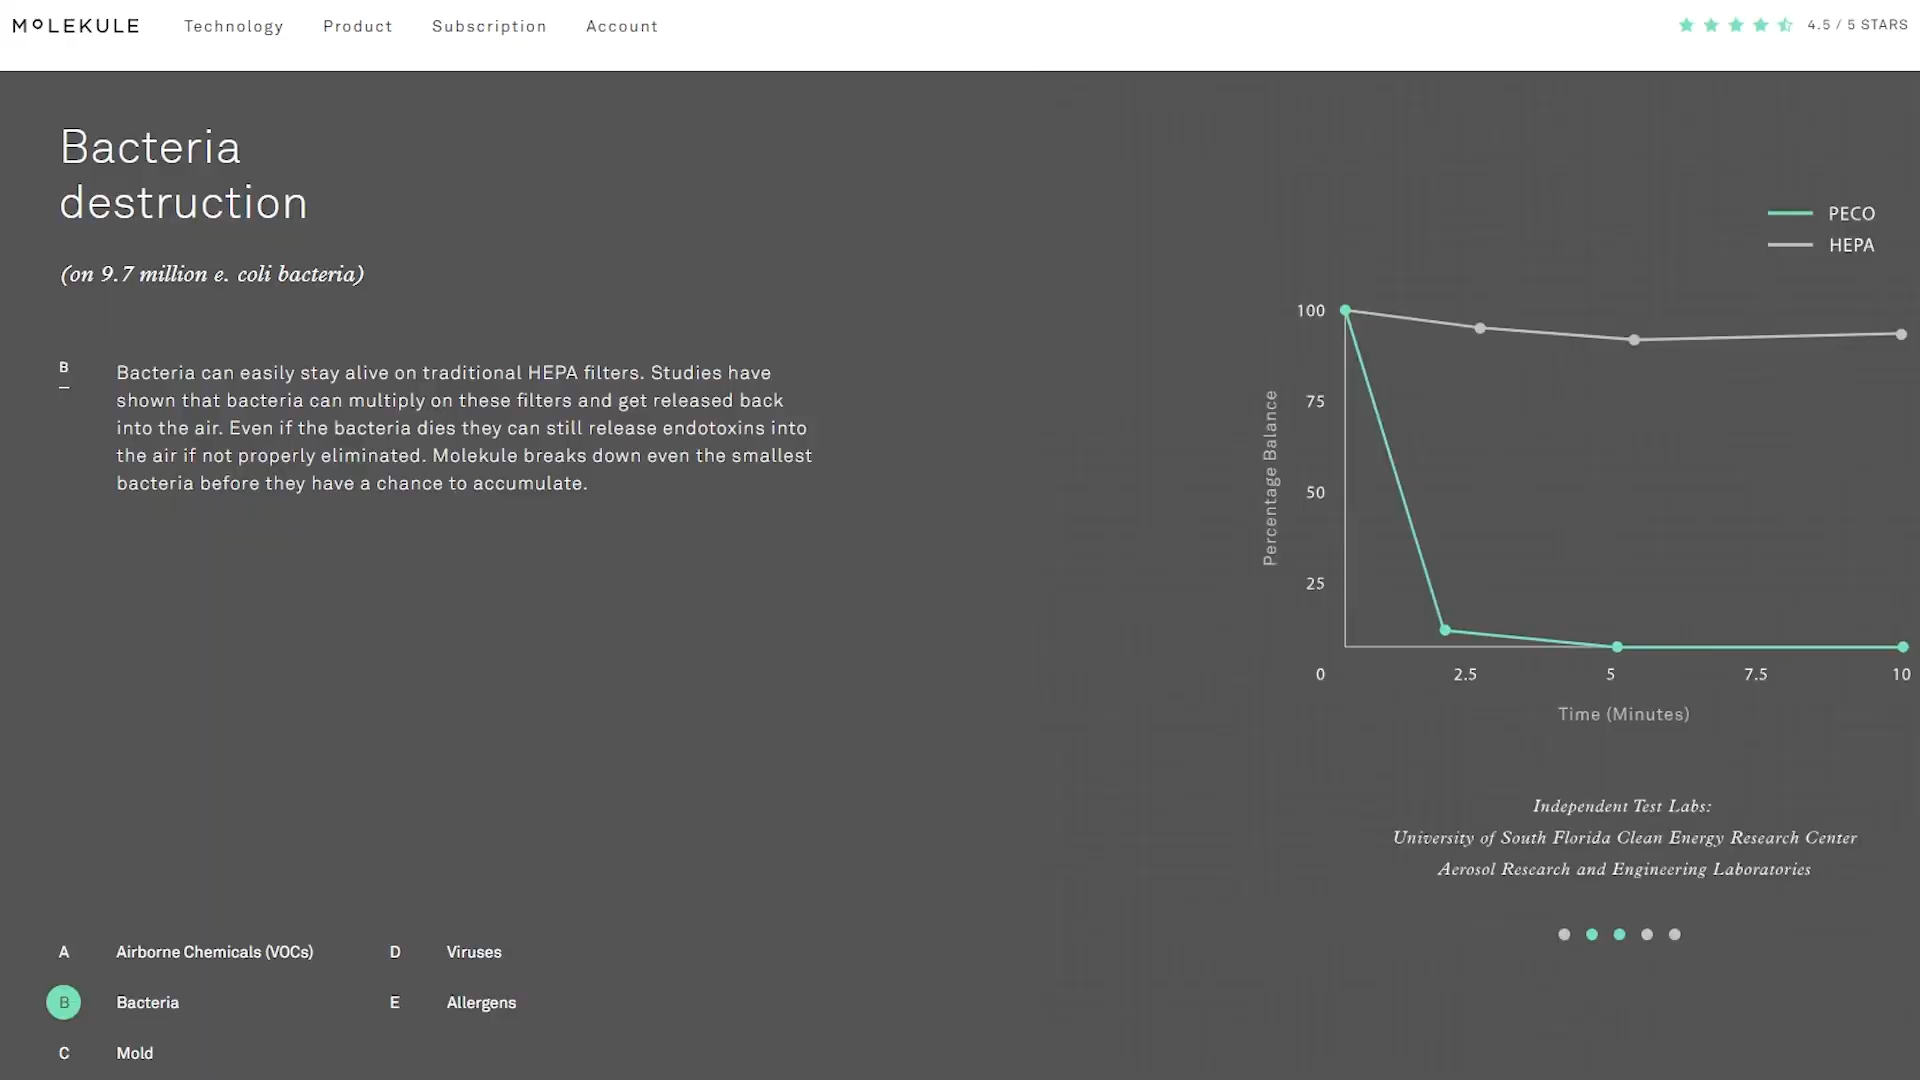 MOLEKULE Technology Product Subscription Account 4.5 / 5 STARS
Bacteria
destruction
(on 9.7 million e. coli bacteria)
B
Bacteria can easily stay alive on traditional HEPA filters. Studies have
shown that bacteria can multiply on these filters and get released back
into the air. Even if the bacteria dies they can still release endotoxins into
the air if not properly eliminated. Molekule breaks down even the smallest
bacteria before they have a chance to accumulate.
PECO
HEPA
100
75
50
25
Percentage Balance
0 2.5 5 7.5 10
Time (Minutes)
Independent Test Labs:
University of South Florida Clean Energy Research Center
Aerosol Research and Engineering Laboratories
A Airborne Chemicals (VOCs)
B Bacteria
C Mold
D Viruses
E Allergens